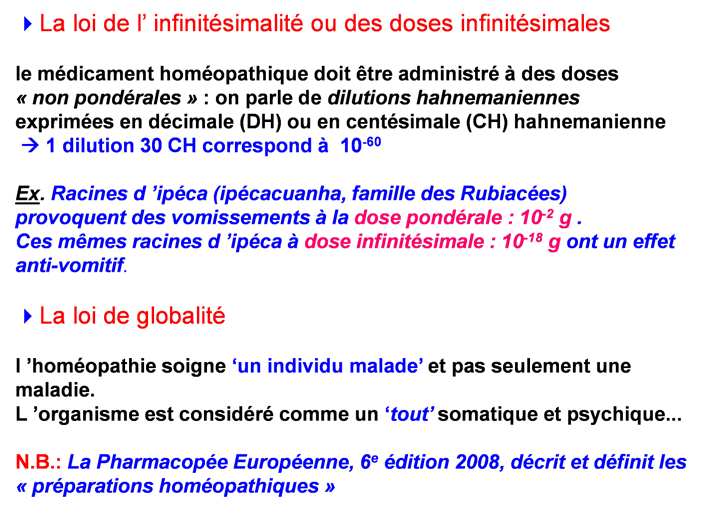 La loi de l’ infinitésimalité ou des doses infinitésimales
le médicament homéopathique doit être administré à des doses
« non pondérales » : on parle de dilutions hahnemaniennes
exprimées en décimale (DH) ou en centésimale (CH) hahnemanienne
→ 1 dilution 30 CH correspond à 10⁻⁶⁰
Ex. Racines d ’ipéca (ipécacuanha, famille des Rubiacées)
provoquent des vomissements à la dose pondérale : 10⁻² g .
Ces mêmes racines d ’ipéca à dose infinitésimale : 10⁻¹⁸ g ont un effet
anti-vomitif.
La loi de globalité
l ’homéopathie soigne ‘un individu malade’ et pas seulement une
maladie.
L ’organisme est considéré comme un ‘tout’ somatique et psychique...
N.B.: La Pharmacopée Européenne, 6ᵉ édition 2008, décrit et définit les
« préparations homéopathiques »